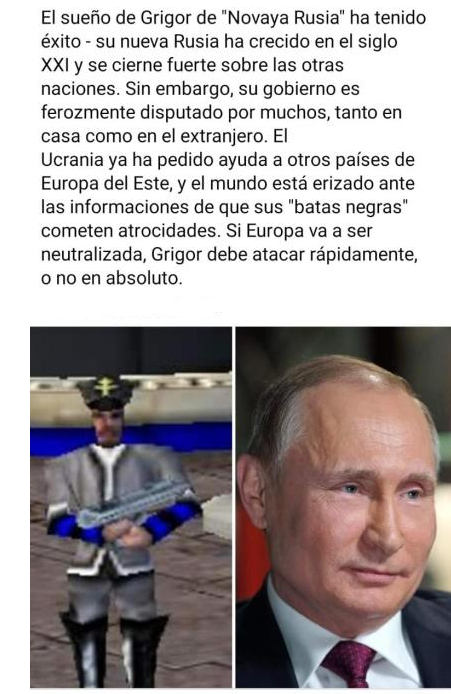 El sueño de Grigor de "Novaya Rusia" ha tenido
éxito - su nueva Rusia ha crecido en el siglo
XXI y se cierne fuerte sobre las otras
naciones. Sin embargo, su gobierno es
ferozmente disputado por muchos, tanto en
casa como en el extranjero. El
Ucrania ya ha pedido ayuda a otros países de
Europa del Este, y el mundo está erizado ante
las informaciones de que sus "batas negras"
cometen atrocidades. Si Europa va a ser
neutralizada, Grigor debe atacar rápidamente,
o no en absoluto.